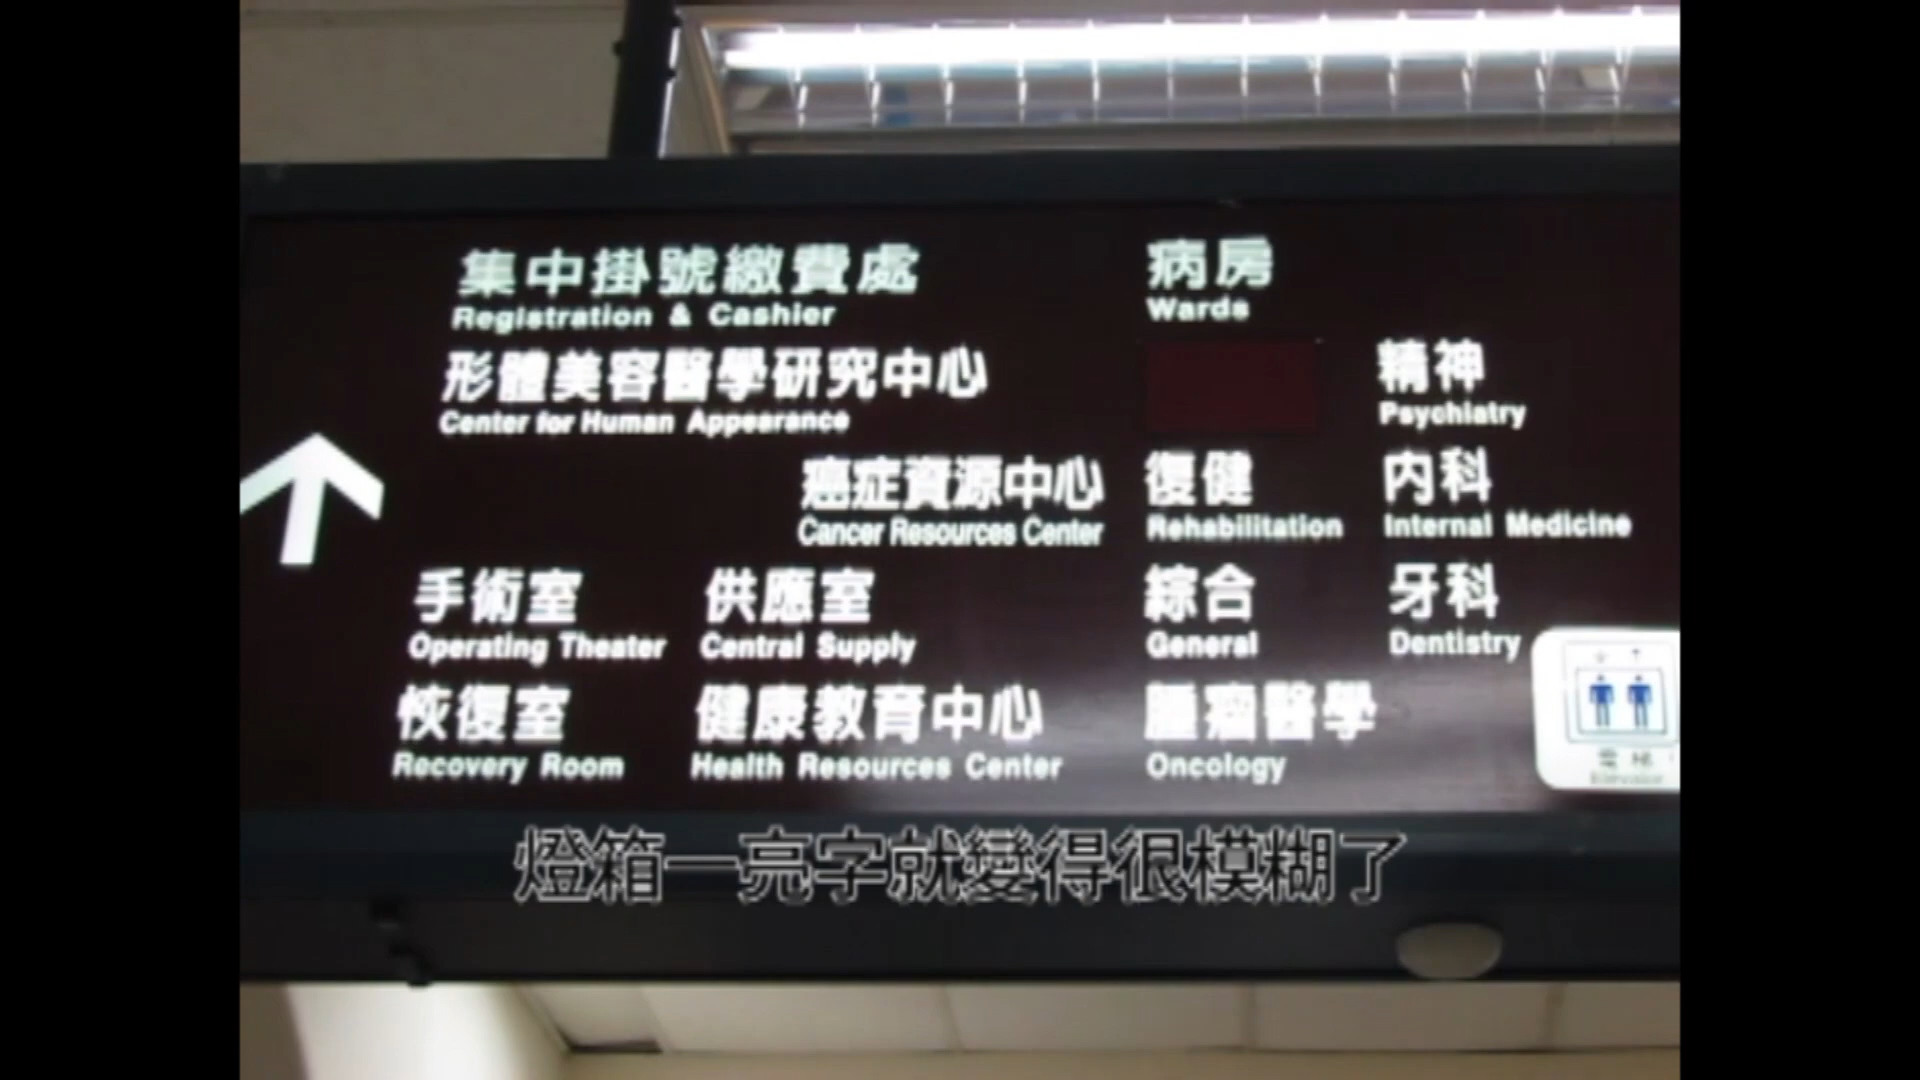 集中掛號繳費處
Registration & Cashier
形體美容醫學研究中心
Center for Human Appearance
癌症資源中心
Cancer Resources Center
手術室
Operating Theater
供應室
Central Supply
恢復室
Recovery Room
健康教育中心
Health Resources Center
病房
Wards
精神
Psychiatry
復健
Rehabilitation
內科
Internal Medicine
綜合
General
牙科
Dentistry
腫瘤醫學
Oncology
電梯
Elevator
燈箱一亮字就變得很模糊了